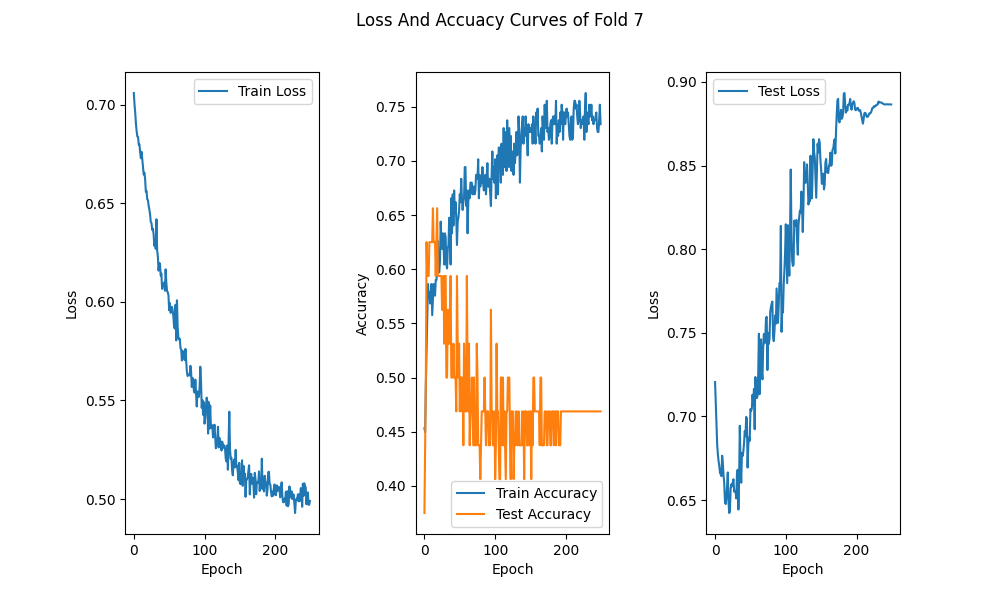 Loss And Accuacy Curves of Fold 7
Train Loss
0.70
0.65
0.60
0.55
0.50
Loss
0 100 200
Epoch
0.75
0.70
0.65
0.60
0.55
0.50
0.45
0.40
Accuracy
Train Accuracy
Test Accuracy
0 100 200
Epoch
Test Loss
0.90
0.85
0.80
0.75
0.70
0.65
Loss
0 100 200
Epoch